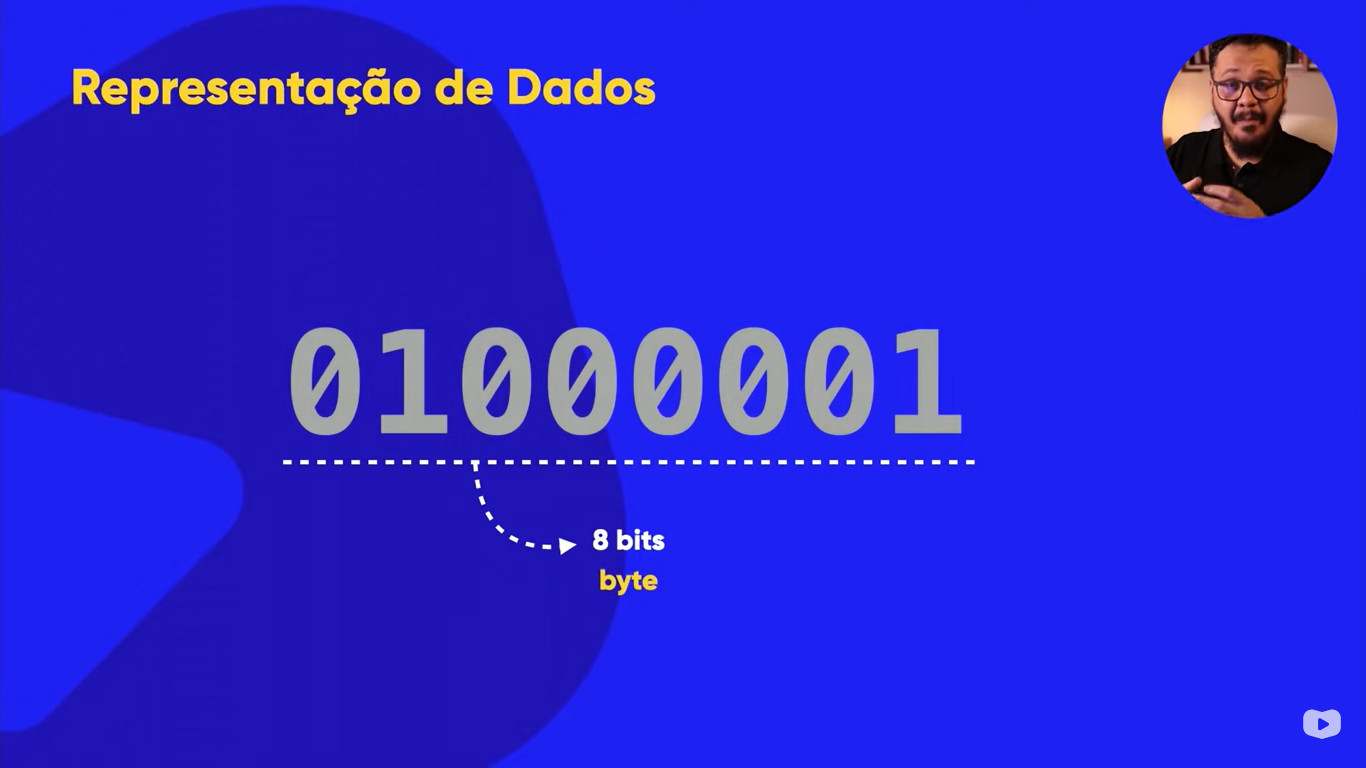 Representação de Dados
01000001
8 bits
byte